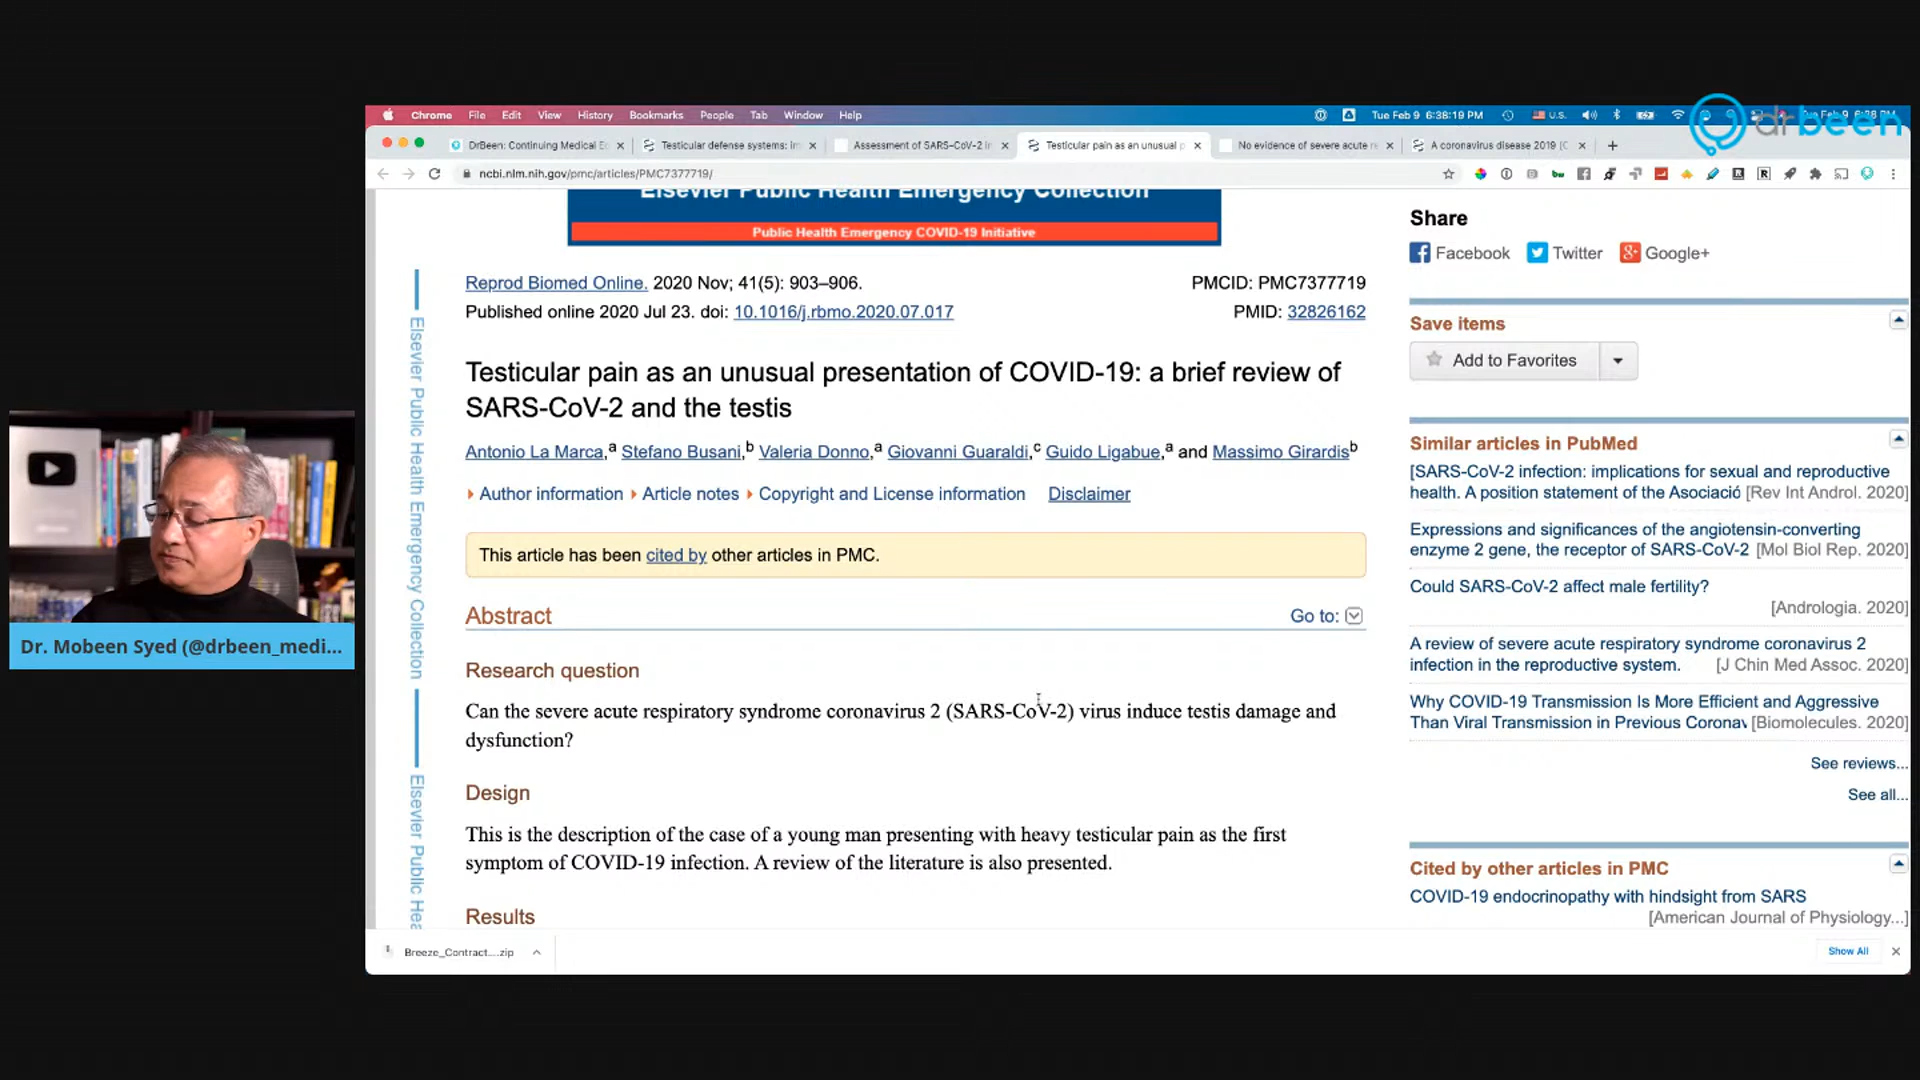 Chrome File Edit View History Bookmarks People Tab Window Help
U.S. Tue Feb 9 6:38:19 PM
drbeen
DrBeen: Continuing Medical E
Testicular defense systems: i
Assessment of SARS-CoV-2 i
Testicular pain as an unusual p
No evidence of severe acute r
A coronavirus disease 2019 (C
ncbi.nlm.nih.gov/pmc/articles/PMC7377719/
Elsevier Public Health Emergency Collection
Public Health Emergency COVID-19 Initiative
Elsevier Public Health Emergency Collection
Elsevier Public Hea
Reprod Biomed Online. 2020 Nov; 41(5): 903–906.
PMCID: PMC7377719
Published online 2020 Jul 23. doi: 10.1016/j.rbmo.2020.07.017
PMID: 32826162
Testicular pain as an unusual presentation of COVID-19: a brief review of
SARS-CoV-2 and the testis
Antonio La Marca,a Stefano Busani,b Valeria Donno,a Giovanni Guaraldi,c Guido Ligabue,a and Massimo Girardisb
Author information Article notes Copyright and License information Disclaimer
This article has been cited by other articles in PMC.
Abstract
Go to:
Research question
Can the severe acute respiratory syndrome coronavirus 2 (SARS-CoV-2) virus induce testis damage and
dysfunction?
Design
This is the description of the case of a young man presenting with heavy testicular pain as the first
symptom of COVID-19 infection. A review of the literature is also presented.
Results
Share
Facebook Twitter Google+
Save items
Add to Favorites
Similar articles in PubMed
[SARS-CoV-2 infection: implications for sexual and reproductive
health. A position statement of the Asociació [Rev Int Androl. 2020]
Expressions and significances of the angiotensin-converting
enzyme 2 gene, the receptor of SARS-CoV-2 [Mol Biol Rep. 2020]
Could SARS-CoV-2 affect male fertility?
[Andrologia. 2020]
A review of severe acute respiratory syndrome coronavirus 2
infection in the reproductive system. [J Chin Med Assoc. 2020]
Why COVID-19 Transmission Is More Efficient and Aggressive
Than Viral Transmission in Previous Coronav [Biomolecules. 2020]
See reviews...
See all...
Cited by other articles in PMC
COVID-19 endocrinopathy with hindsight from SARS
[American Journal of Physiology...]
Breeze_Contract....zip
Show All
Dr. Mobeen Syed (@drbeen_medi...